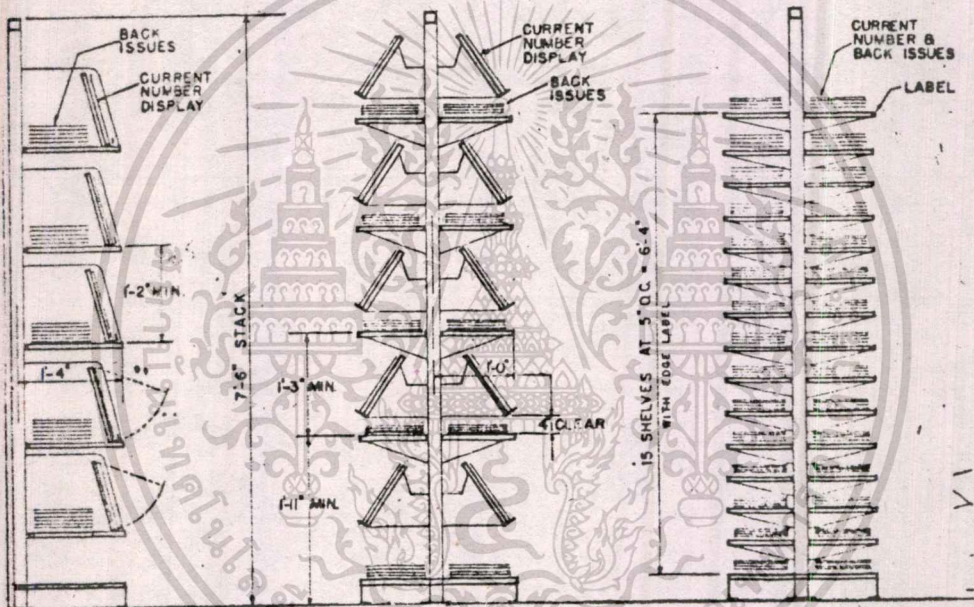 BACK
ISSUES
CURRENT
NUMBER
DISPLAY
1'-2" MIN.
1'-4"
7'-6" STACK
CURRENT
NUMBER
DISPLAY
BACK
ISSUES
1'-3" MIN.
1'-0"
4" CLEAR
1'-11" MIN.
CURRENT
NUMBER &
BACK ISSUES
LABEL
15 SHELVES AT 5" O.C. = 6'-4"
WITH EDGE LABEL